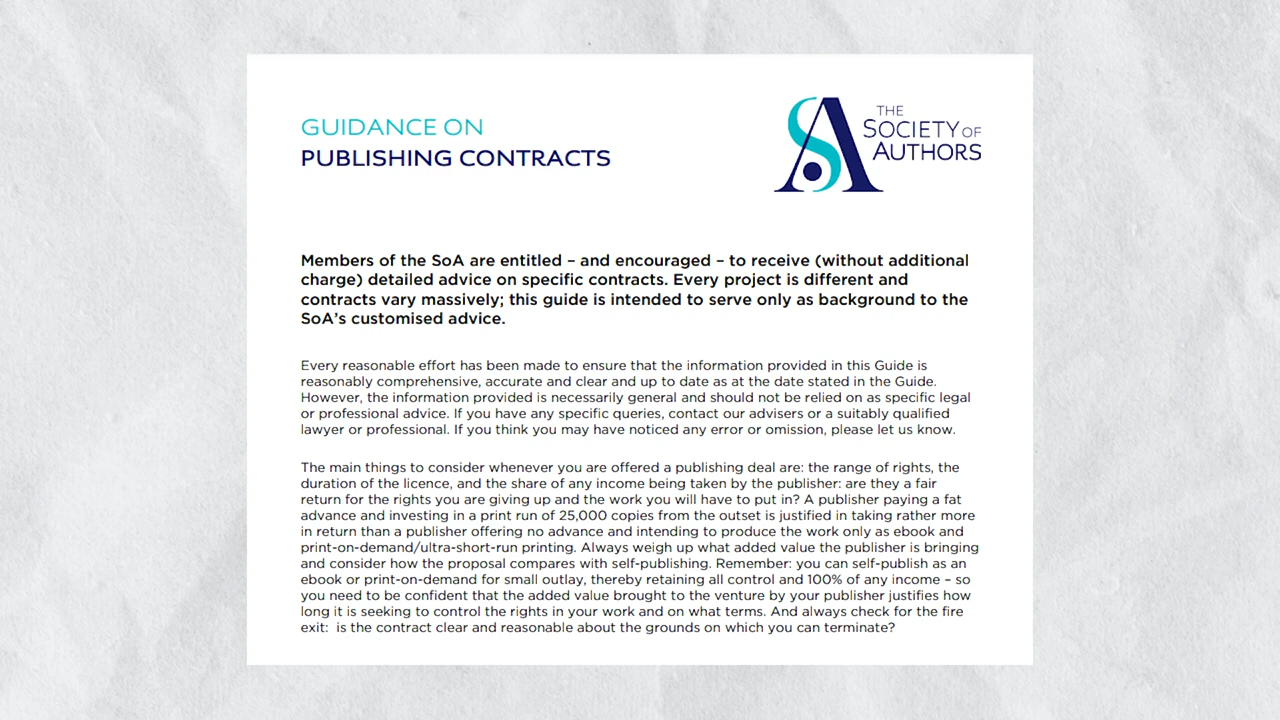 GUIDANCE ON
PUBLISHING CONTRACTS
THE
SOCIETY OF
AUTHORS
Members of the SoA are entitled – and encouraged – to receive (without additional
charge) detailed advice on specific contracts. Every project is different and
contracts vary massively; this guide is intended to serve only as background to the
SoA's customised advice.
Every reasonable effort has been made to ensure that the information provided in this Guide is
reasonably comprehensive, accurate and clear and up to date as at the date stated in the Guide.
However, the information provided is necessarily general and should not be relied on as specific legal
or professional advice. If you have any specific queries, contact our advisers or a suitably qualified
lawyer or professional. If you think you may have noticed any error or omission, please let us know.
The main things to consider whenever you are offered a publishing deal are: the range of rights, the
duration of the licence, and the share of any income being taken by the publisher: are they a fair
return for the rights you are giving up and the work you will have to put in? A publisher paying a fat
advance and investing in a print run of 25,000 copies from the outset is justified in taking rather more
in return than a publisher offering no advance and intending to produce the work only as ebook and
print-on-demand/ultra-short-run printing. Always weigh up what added value the publisher is bringing
and consider how the proposal compares with self-publishing. Remember: you can self-publish as an
ebook or print-on-demand for small outlay, thereby retaining all control and 100% of any income – so
you need to be confident that the added value brought to the venture by your publisher justifies how
long it is seeking to control the rights in your work and on what terms. And always check for the fire
exit:  is the contract clear and reasonable about the grounds on which you can terminate?